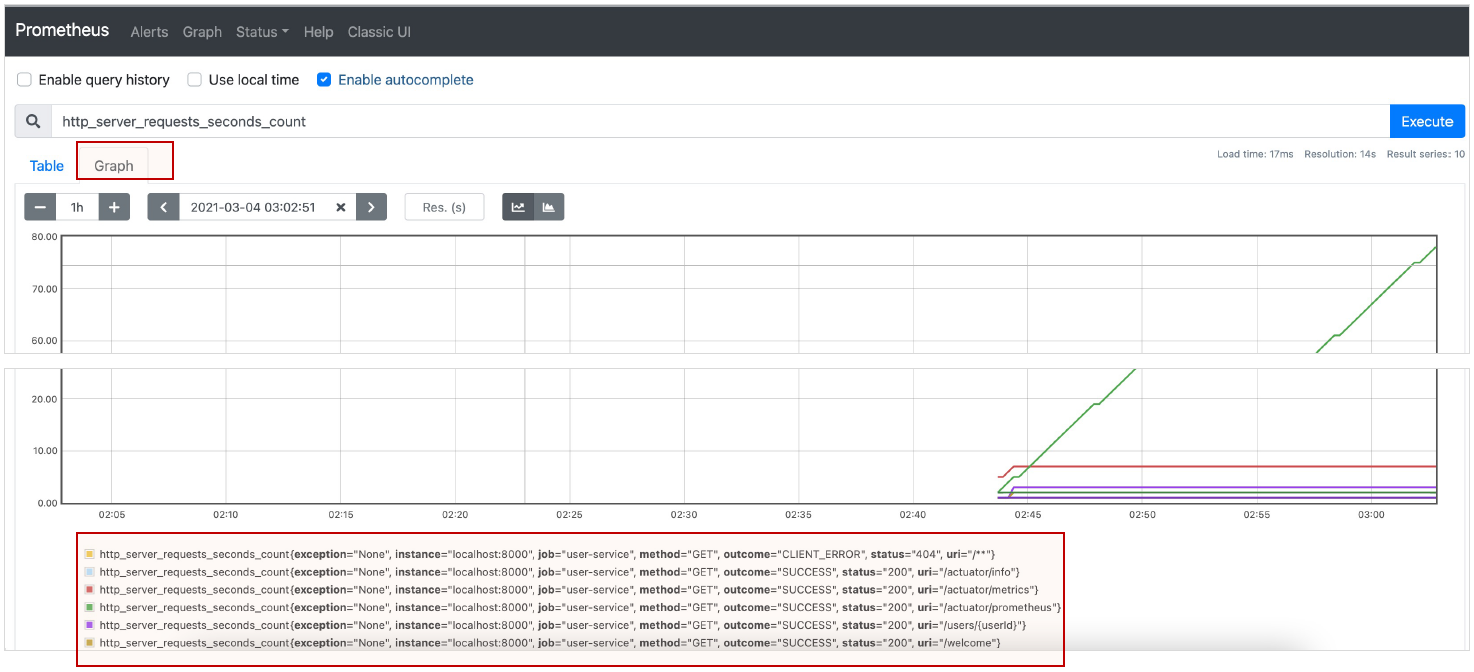 Prometheus Alerts Graph Status Help Classic UI
Enable query history Use local time Enable autocomplete
http_server_requests_seconds_count Execute
Load time: 17ms Resolution: 14s Result series: 10
Table Graph
1h 2021-03-04 03:02:51 Res. (s)
80.00
70.00
60.00
20.00
10.00
0.00
02:05 02:10 02:15 02:20 02:25 02:30 02:35 02:40 02:45 02:50 02:55 03:00
http_server_requests_seconds_count{exception="None", instance="localhost:8000", job="user-service", method="GET", outcome="CLIENT_ERROR", status="404", uri="/**"}
http_server_requests_seconds_count{exception="None", instance="localhost:8000", job="user-service", method="GET", outcome="SUCCESS", status="200", uri="/actuator/info"}
http_server_requests_seconds_count{exception="None", instance="localhost:8000", job="user-service", method="GET", outcome="SUCCESS", status="200", uri="/actuator/metrics"}
http_server_requests_seconds_count{exception="None", instance="localhost:8000", job="user-service", method="GET", outcome="SUCCESS", status="200", uri="/actuator/prometheus"}
http_server_requests_seconds_count{exception="None", instance="localhost:8000", job="user-service", method="GET", outcome="SUCCESS", status="200", uri="/users/{userId}"}
http_server_requests_seconds_count{exception="None", instance="localhost:8000", job="user-service", method="GET", outcome="SUCCESS", status="200", uri="/welcome"}